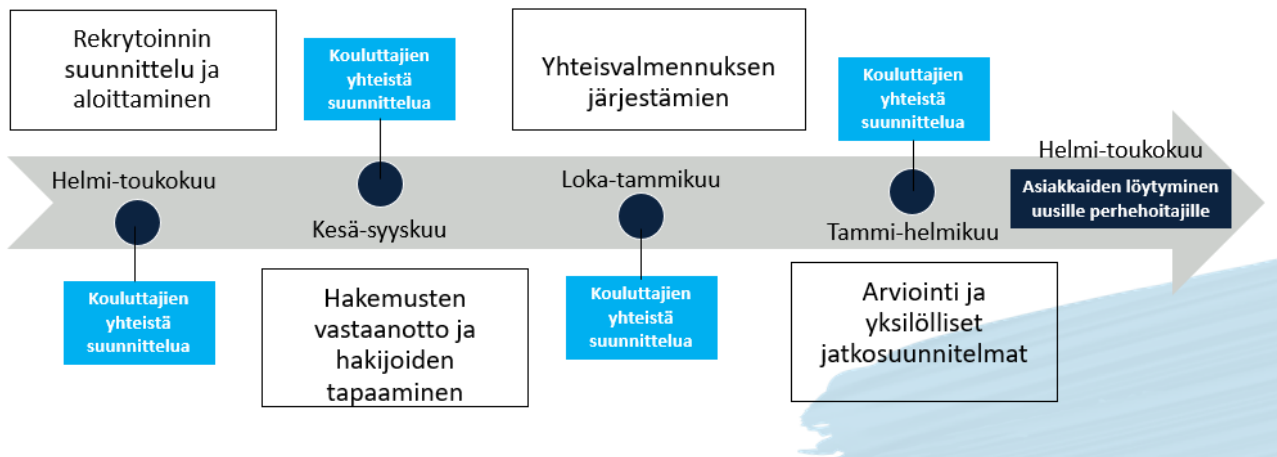 Rekrytoinnin
suunnittelu ja
aloittaminen
Helmi-toukokuu
Kouluttajien
yhteistä
suunnittelua
Kouluttajien
yhteistä
suunnittelua
Kesä-syyskuu
Hakemusten
vastaanotto ja
hakijoiden
tapaaminen
Yhteisvalmennuksen
järjestämien
Loka-tammikuu
Kouluttajien
yhteistä
suunnittelua
Kouluttajien
yhteistä
suunnittelua
Tammi-helmikuu
Arviointi ja
yksilölliset
jatkosuunnitelmat
Helmi-toukokuu
Asiakkaiden löytyminen
uusille perhehoitajille